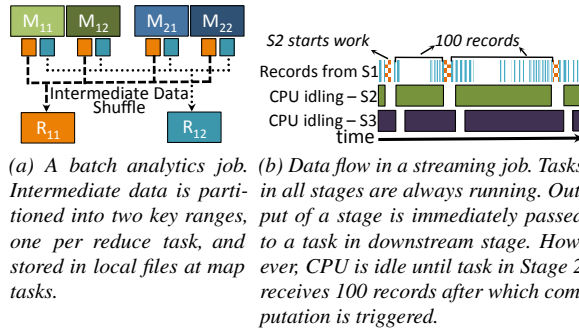 M11 M12 M21 M22
Intermediate Data
Shuffle
R11 R12
S2 starts work 100 records
Records from S1
CPU idling – S2
CPU idling – S3
time
(a) A batch analytics job.
Intermediate data is parti-
tioned into two key ranges,
one per reduce task, and
stored in local files at map
tasks.
(b) Data flow in a streaming job. Tasks
in all stages are always running. Out
put of a stage is immediately passed
to a task in downstream stage. How
ever, CPU is idle until task in Stage 2
receives 100 records after which com
putation is triggered.